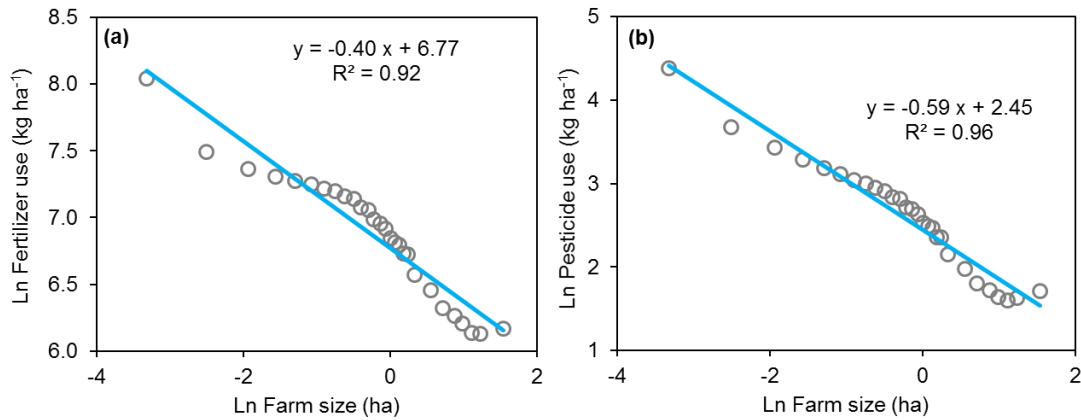 (a)
y = -0.40 x + 6.77
R² = 0.92
Ln Fertilizer use (kg ha⁻¹)
8.5
8.0
7.5
7.0
6.5
6.0
-4
-2
0
2
Ln Farm size (ha)
(b)
y = -0.59 x + 2.45
R² = 0.96
Ln Pesticide use (kg ha⁻¹)
5
4
3
2
1
-4
-2
0
2
Ln Farm size (ha)